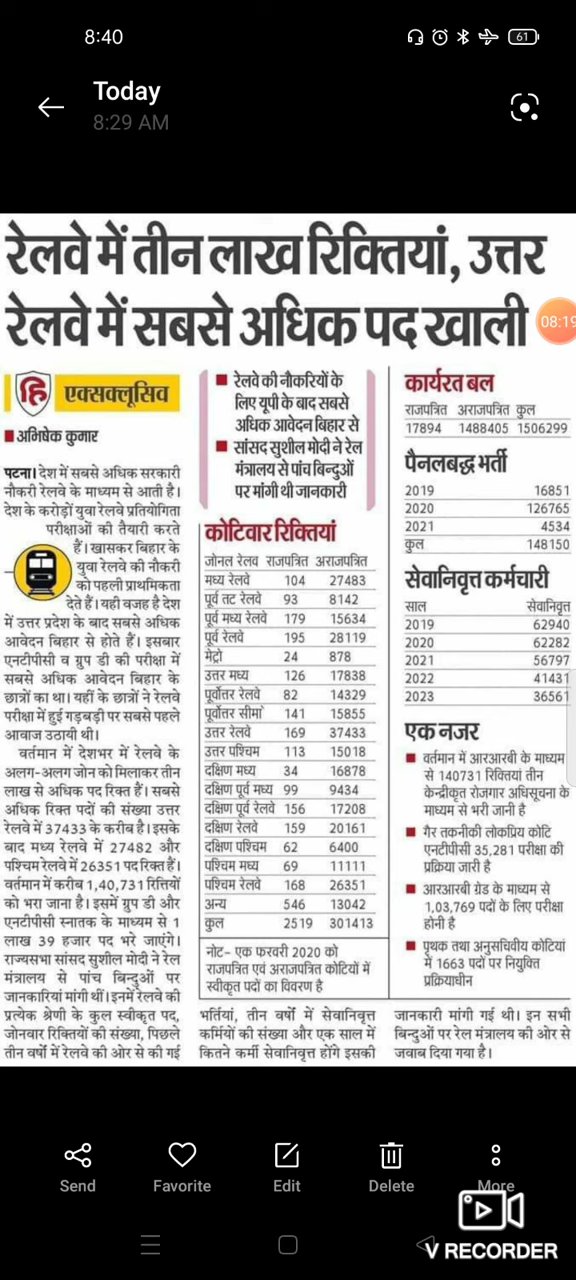 8:40
61
Today
8:29 AM
रेलवे में तीन लाख रिक्तियां, उत्तर
रेलवे में सबसे अधिक पद खाली
08:19
हि एक्सक्लूसिव
अभिषेक कुमार
पटना। देश में सबसे अधिक सरकारी
नौकरी रेलवे के माध्यम से आती है।
देश के करोड़ों युवा रेलवे प्रतियोगिता
परीक्षाओं की तैयारी करते
हैं। खासकर बिहार के
युवा रेलवे की नौकरी
को पहली प्राथमिकता
देते हैं। यही वजह है देश
में उत्तर प्रदेश के बाद सबसे अधिक
आवेदन बिहार से होते हैं। इसबार
एनटीपीसी व ग्रुप डी की परीक्षा में
सबसे अधिक आवेदन बिहार के
छात्रों का था। यहीं के छात्रों ने रेलवे
परीक्षा में हुई गड़बड़ी पर सबसे पहले
आवाज उठायी थी।
वर्तमान में देशभर में रेलवे के
अलग-अलग जोन को मिलाकर तीन
लाख से अधिक पद रिक्त हैं। सबसे
अधिक रिक्त पदों की संख्या उत्तर
रेलवे में 37433 के करीब है। इसके
बाद मध्य रेलवे में 27482 और
पश्चिम रेलवे में 26351 पद रिक्त हैं।
वर्तमान में करीब 1,40,731 रित्तियों
को भरा जाना है। इसमें ग्रुप डी और
एनटीपीसी स्नातक के माध्यम से 1
लाख 39 हजार पद भरे जाएंगे।
राज्यसभा सांसद सुशील मोदी ने रेल
मंत्रालय से पांच बिन्दुओं पर
जानकारियां मांगी थीं। इनमें रेलवे की
प्रत्येक श्रेणी के कुल स्वीकृत पद,
जोनवार रिक्तियों की संख्या, पिछले
तीन वर्षों में रेलवे की ओर से की गई
रेलवे की नौकरियों के
लिए यूपी के बाद सबसे
अधिक आवेदन बिहार से
सांसद सुशील मोदी ने रेल
मंत्रालय से पांच बिन्दुओं
पर मांगी थी जानकारी
कोटिवार रिक्तियां
जोनल रेलव राजपत्रित अराजपत्रित
मध्य रेलवे 104 27483
पूर्व तट रेलवे 93 8142
पूर्व मध्य रेलवे 179 15634
पूर्व रेलवे 195 28119
मेट्रो 24 878
उत्तर मध्य 126 17838
पूर्वोतर रेलवे 82 14329
पूर्वोतर सीमां 141 15855
उत्तर रेलवे 169 37433
उत्तर पश्चिम 113 15018
दक्षिण मध्य 34 16878
दक्षिण पूर्व मध्य 99 9434
दक्षिण पूर्व रेलवे 156 17208
दक्षिण रेलवे 159 20161
दक्षिण पश्चिम 62 6400
पश्चिम मध्य 69 11111
पश्चिम रेलवे 168 26351
अन्य 546 13042
कुल 2519 301413
नोट- एक फरवरी 2020 को
राजपत्रित एवं अराजपत्रित कोटियों में
स्वीकृत पदों का विवरण है
भर्तियां, तीन वर्षों में सेवानिवृत्त
कर्मियों की संख्या और एक साल में
कितने कर्मी सेवानिवृत्त होंगे इसकी
कार्यरत बल
राजपत्रित अराजपत्रित कुल
17894 1488405 1506299
पैनलबद्ध भर्ती
2019 16851
2020 126765
2021 4534
कुल 148150
सेवानिवृत्त कर्मचारी
साल सेवानिवृत्त
2019 62940
2020 62282
2021 56797
2022 41431
2023 36561
एक नजर
वर्तमान में आरआरबी के माध्यम
से 140731 रिक्तियां तीन
केन्द्रीकृत रोजगार अधिसूचना के
माध्यम से भरी जानी है
गैर तकनीकी लोकप्रिय कोटि
एनटीपीसी 35,281 परीक्षा की
प्रक्रिया जारी है
आरआरबी ग्रेड के माध्यम से
1,03,769 पदों के लिए परीक्षा
होनी है
पृथक तथा अनुसचिवीय कोटियों
में 1663 पदों पर नियुक्ति
प्रक्रियाधीन
जानकारी मांगी गई थी। इन सभी
बिन्दुओं पर रेल मंत्रालय की ओर से
जवाब दिया गया है।
Send Favorite Edit Delete More
V RECORDER